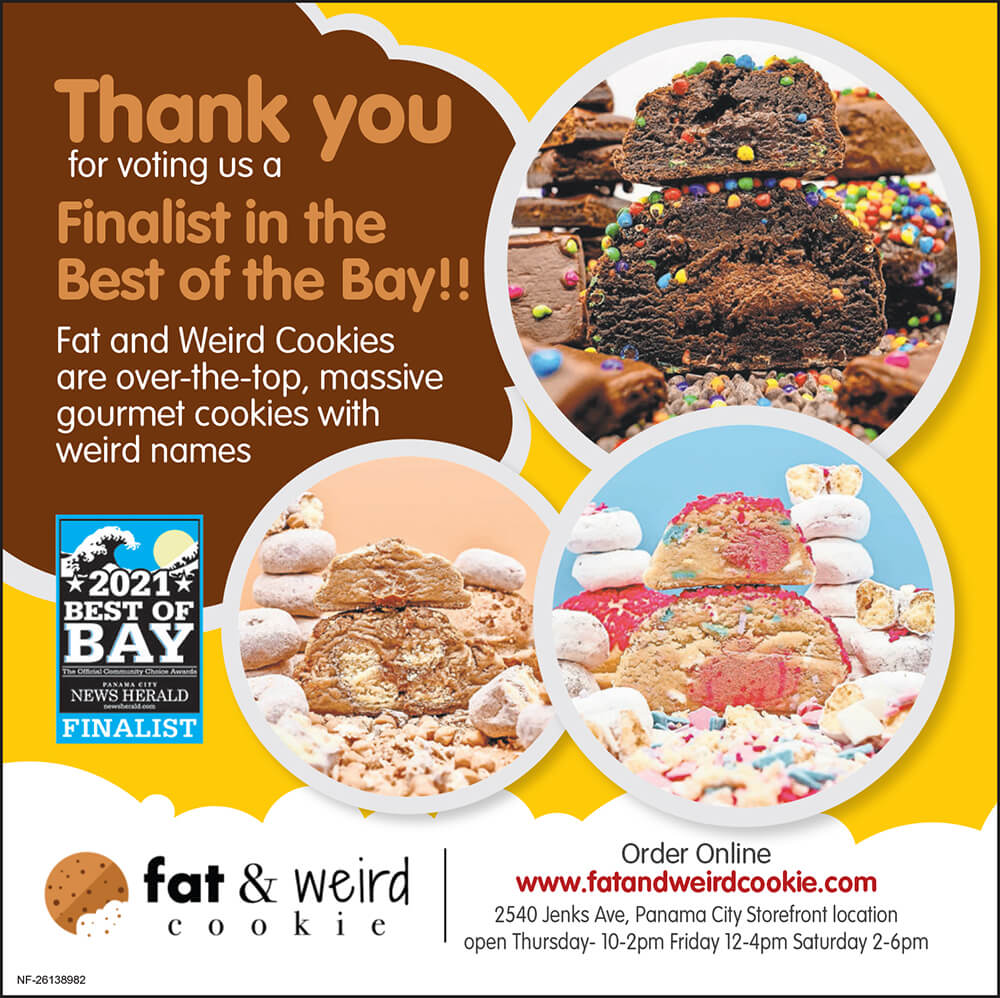 Thank you
for voting us a
Finalist in the
Best of the Bay!!
Fat and Weird Cookies
are over-the-top, massive
gourmet cookies with
weird names
2021
BEST OF
BAY
The Official Community Choice Awards
PANAMA CITY
NEWS HERALD
newsherald.com
FINALIST
fat & weird
cookie
Order Online
www.fatandweirdcookie.com
2540 Jenks Ave, Panama City Storefront location
open Thursday- 10-2pm Friday 12-4pm Saturday 2-6pm
NF-26138982